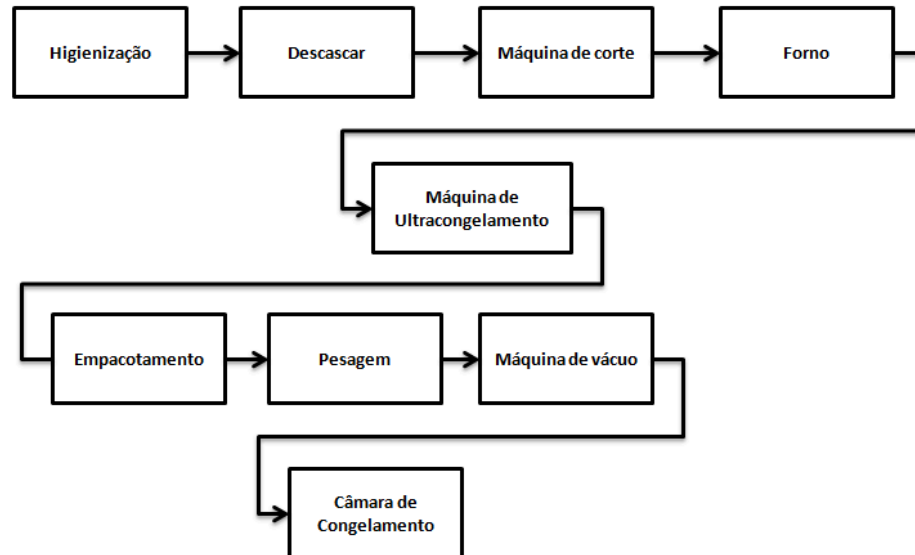 Higienização
Descascar
Máquina de corte
Forno
Máquina de
Ultracongelamento
Empacotamento
Pesagem
Máquina de vácuo
Câmara de
Congelamento